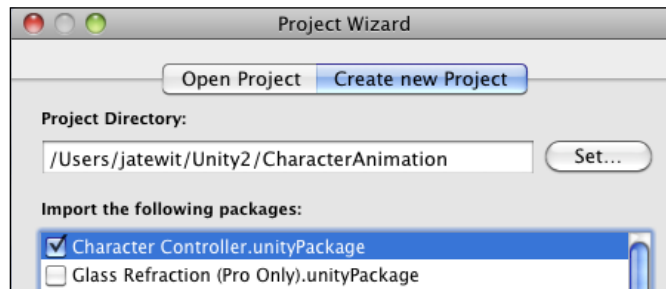 Project Wizard
Open Project Create new Project
Project Directory:
/Users/jatewit/Unity2/CharacterAnimation Set...
Import the following packages:
Character Controller.unityPackage
Glass Refraction (Pro Only).unityPackage